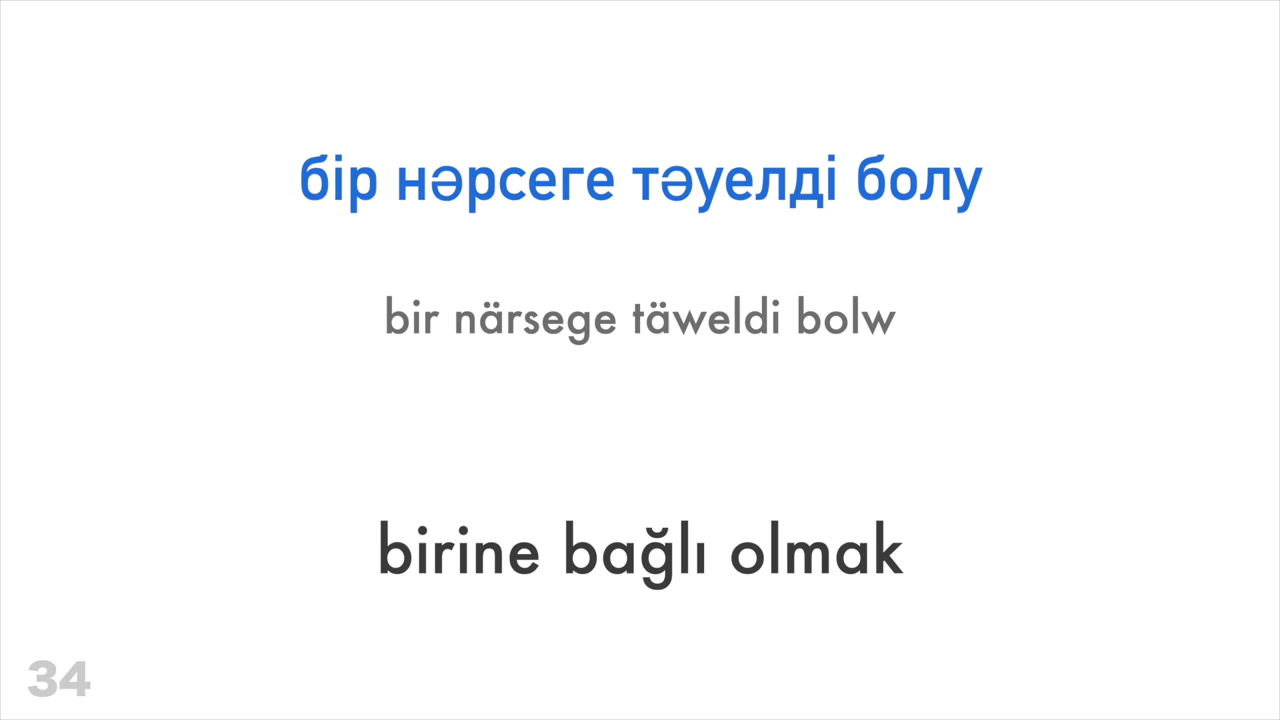 бір нәрсеге тәуелді болу
bir närsege täweldi bolw
birine bağlı olmak
34